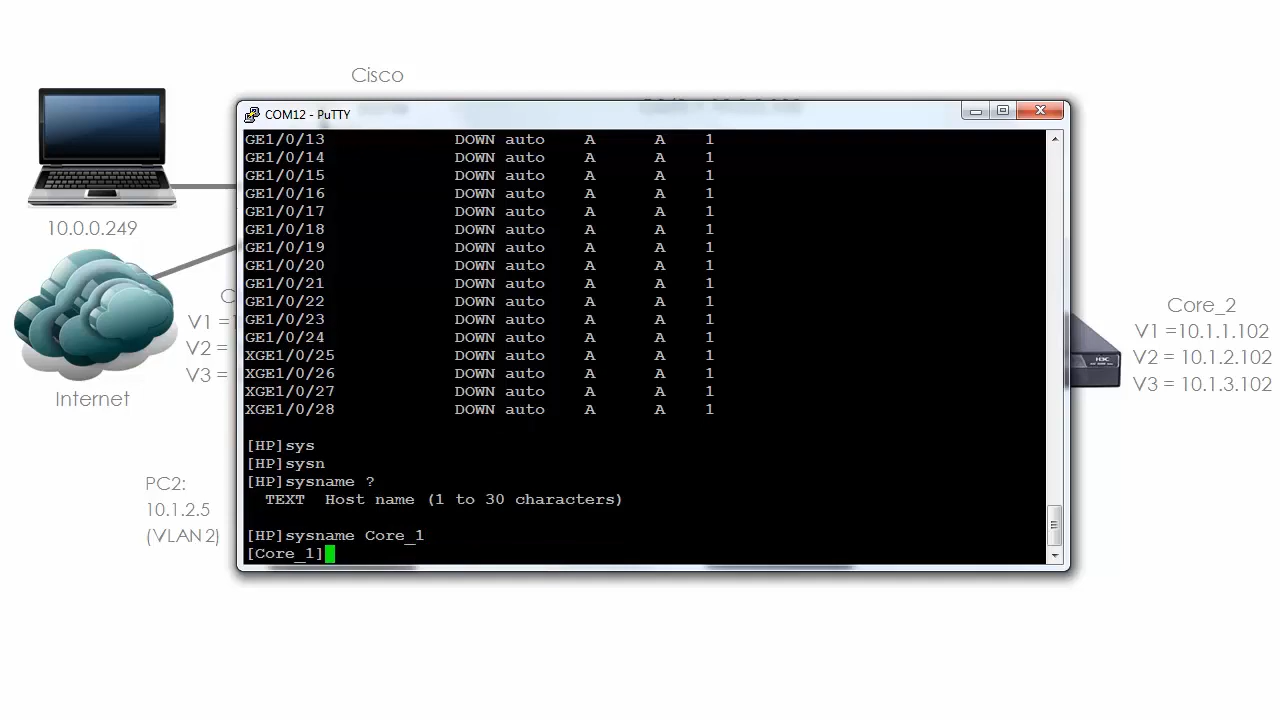 Cisco
COM12 - PuTTY
GE1/0/13 DOWN auto A A 1
GE1/0/14 DOWN auto A A 1
GE1/0/15 DOWN auto A A 1
GE1/0/16 DOWN auto A A 1
GE1/0/17 DOWN auto A A 1
GE1/0/18 DOWN auto A A 1
GE1/0/19 DOWN auto A A 1
GE1/0/20 DOWN auto A A 1
GE1/0/21 DOWN auto A A 1
GE1/0/22 DOWN auto A A 1
GE1/0/23 DOWN auto A A 1
GE1/0/24 DOWN auto A A 1
XGE1/0/25 DOWN auto A A 1
XGE1/0/26 DOWN auto A A 1
XGE1/0/27 DOWN auto A A 1
XGE1/0/28 DOWN auto A A 1
[HP]sys
[HP]sysn
[HP]sysname ?
TEXT Host name (1 to 30 characters)
[HP]sysname Core_1
[Core_1]
10.0.0.249
Internet
C
V1 =
V2 =
V3 =
PC2:
10.1.2.5
(VLAN 2)
H3C
Core_2
V1 =10.1.1.102
V2 = 10.1.2.102
V3 = 10.1.3.102